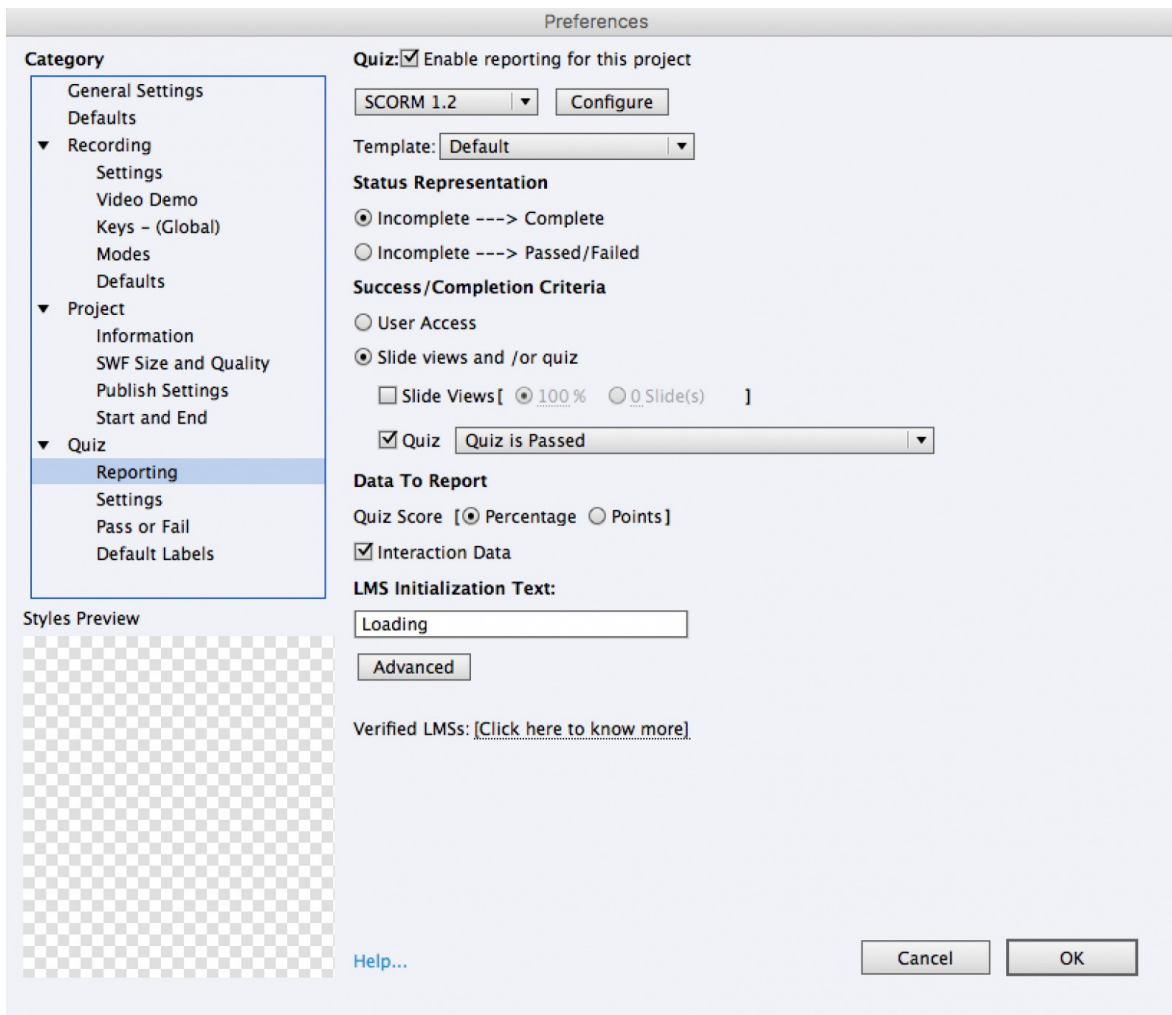 Preferences
Category
General Settings
Defaults
Recording
Settings
Video Demo
Keys - (Global)
Modes
Defaults
Project
Information
SWF Size and Quality
Publish Settings
Start and End
Quiz
Reporting
Settings
Pass or Fail
Default Labels
Styles Preview
Quiz: Enable reporting for this project
SCORM 1.2 Configure
Template: Default
Status Representation
Incomplete ---> Complete
Incomplete ---> Passed/Failed
Success/Completion Criteria
User Access
Slide views and /or quiz
Slide Views [ 100 % 0 Slide(s) ]
Quiz Quiz is Passed
Data To Report
Quiz Score [ Percentage Points ]
Interaction Data
LMS Initialization Text:
Loading
Advanced
Verified LMSs: [Click here to know more]
Help...
Cancel OK